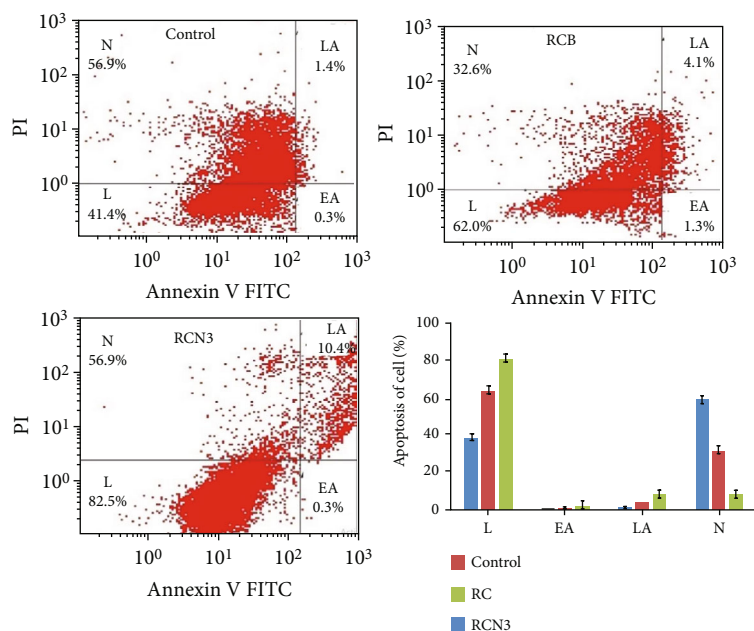 Control
N
56.9%
LA
1.4%
L
41.4%
EA
0.3%
PI
10³
10²
10¹
10⁰
10⁰ 10¹ 10² 10³
Annexin V FITC
RCB
N
32.6%
LA
4.1%
L
62.0%
EA
1.3%
PI
10³
10²
10¹
10⁰
10⁰ 10¹ 10² 10³
Annexin V FITC
RCN3
N
56.9%
LA
10.4%
L
82.5%
EA
0.3%
PI
10³
10²
10¹
10⁰
10⁰ 10¹ 10² 10³
Annexin V FITC
Apoptosis of cell (%)
100
80
60
40
20
0
L EA LA N
Control
RC
RCN3